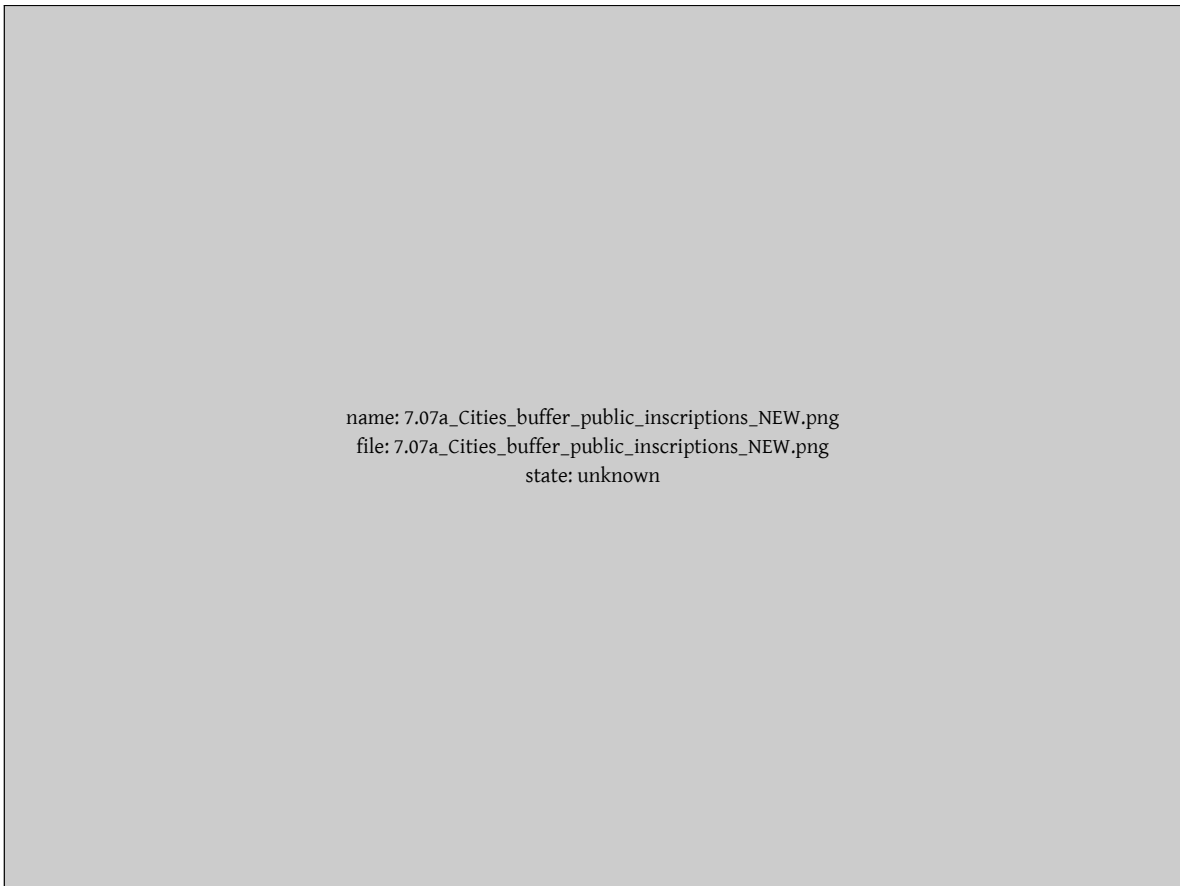 name: 7.07a_Cities_buffer_public_inscriptions_NEW.png
file: 7.07a_Cities_buffer_public_inscriptions_NEW.png
state: unknown